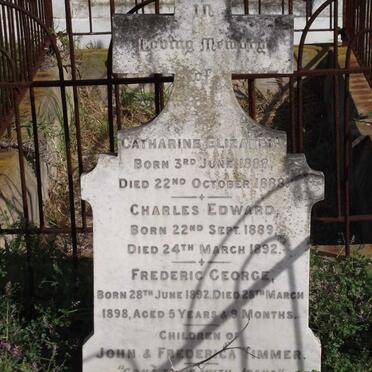 In
Loving Memory
of
Catharine Elizabeth
Born 3rd June 1888
Died 22nd October 1888.
Charles Edward,
Born 22nd Sept. 1889.
Died 24th March 1892.
Frederic George,
Born 28th June 1892. Died 28th March
1898, Aged 5 Years & 9 Months.
Children of
John & Frederica Zimmer.